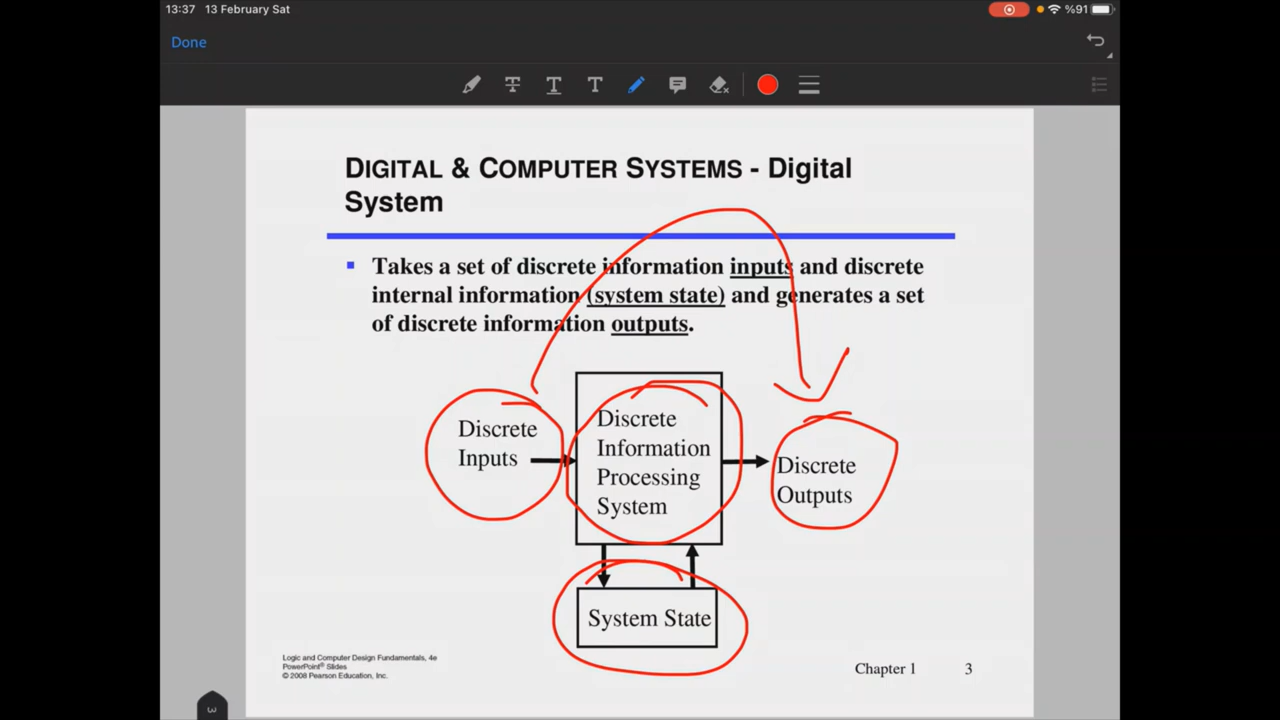 13:37 13 February Sat
%91
Done
T T T
DIGITAL & COMPUTER SYSTEMS - Digital
System
Takes a set of discrete information inputs and discrete
internal information (system state) and generates a set
of discrete information outputs.
Discrete
Inputs
Discrete
Information
Processing
System
Discrete
Outputs
System State
Logic and Computer Design Fundamentals, 4e
PowerPoint® Slides
© 2008 Pearson Education, Inc.
Chapter 1 3
3